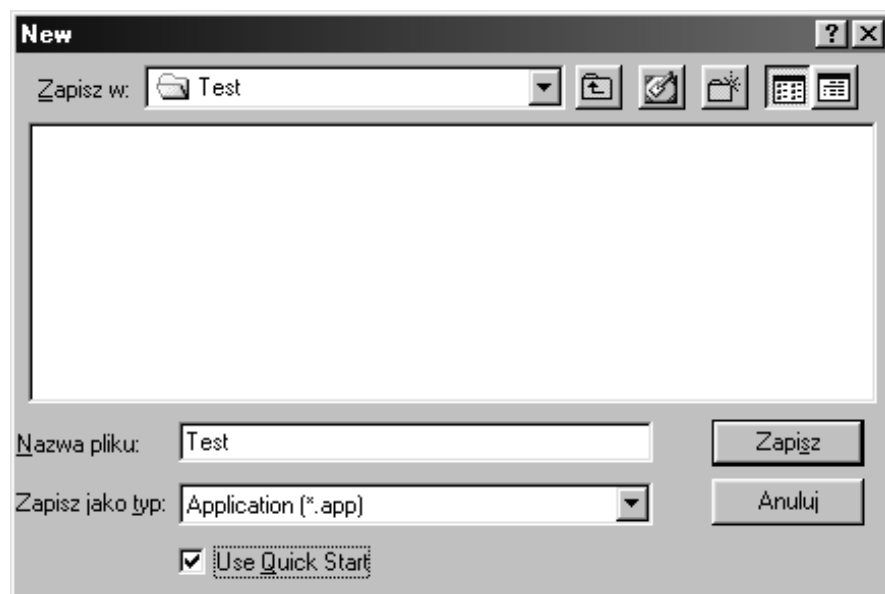 New
Zapisz w: Test
Nazwa pliku: Test Zapisz
Zapisz jako typ: Application (*.app) Anuluj
Use Quick Start